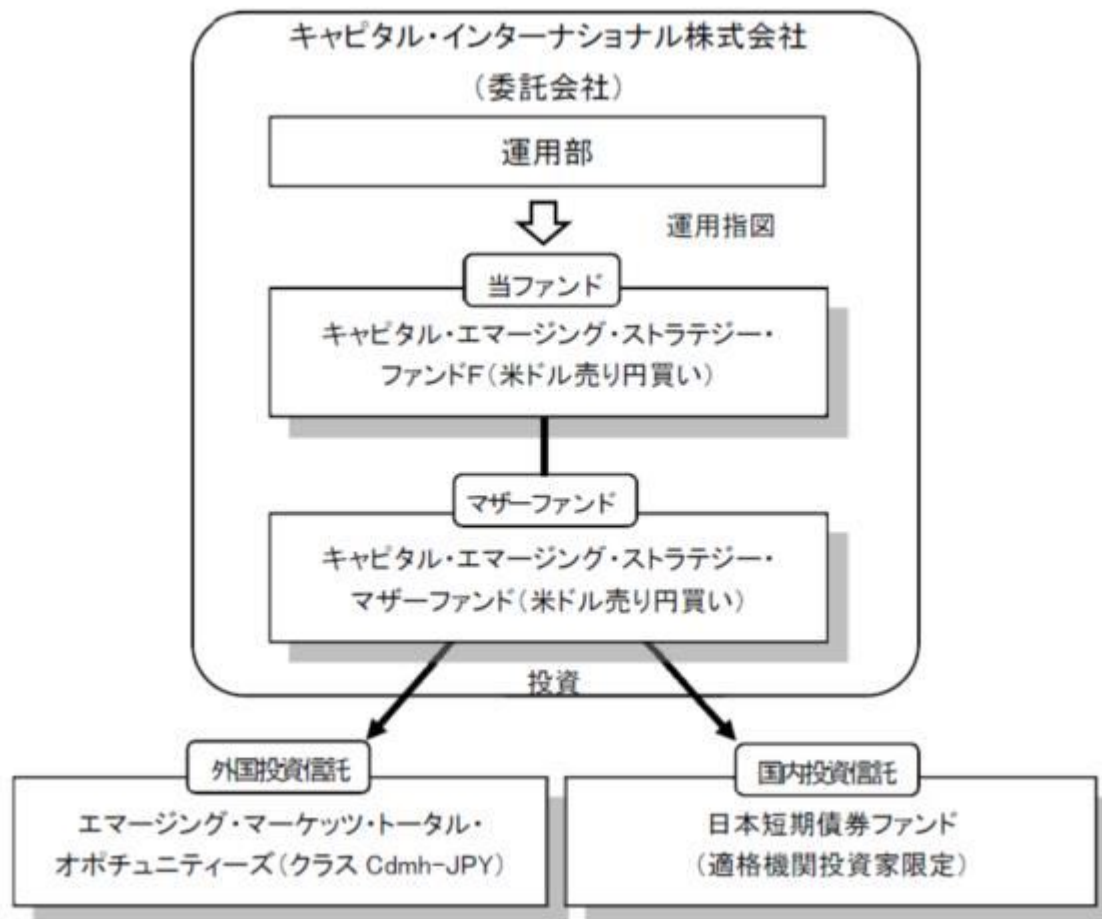 キャピタル・インターナショナル株式会社
（委託会社）
運用部
運用指図
当ファンド
キャピタル・エマージング・ストラテジー・
ファンドF（米ドル売り円買い）
マザーファンド
キャピタル・エマージング・ストラテジー・
マザーファンド（米ドル売り円買い）
投資
外国投資信託
エマージング・マーケッツ・トータル・
オポチュニティーズ（クラス Cdmh-JPY）
国内投資信託
日本短期債券ファンド
（適格機関投資家限定）